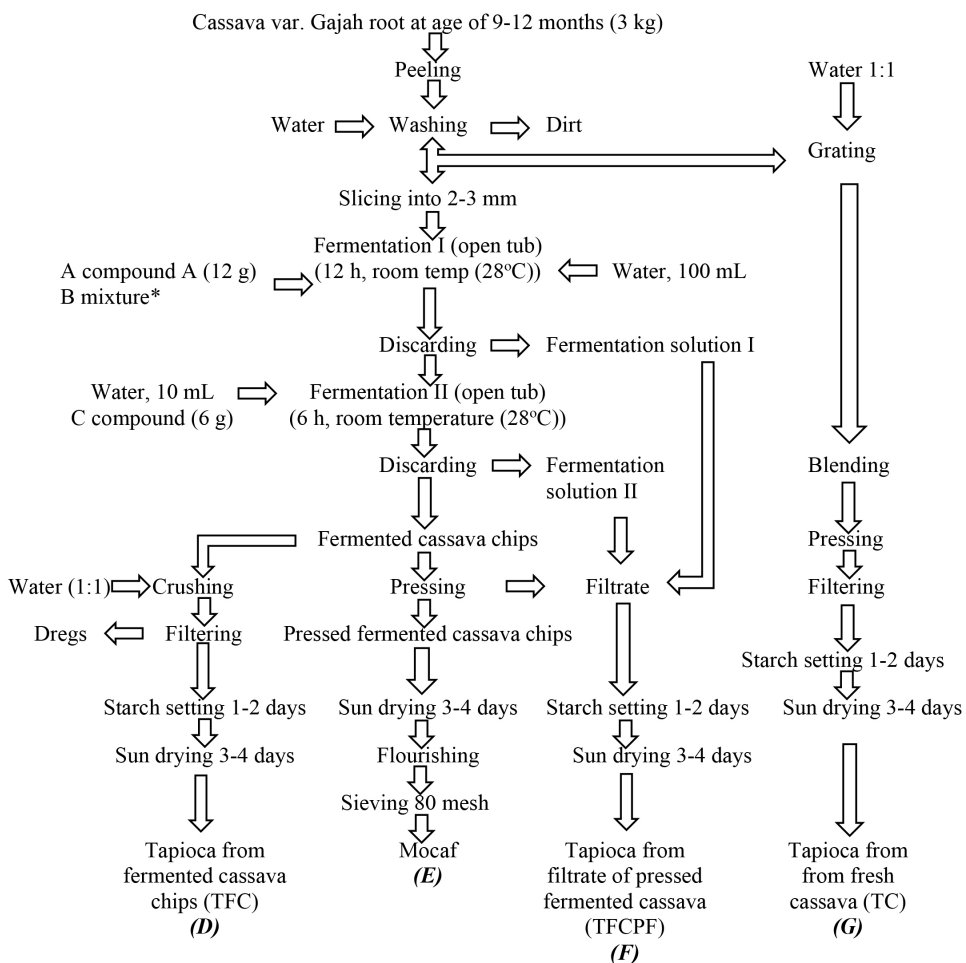 Cassava var. Gajah root at age of 9-12 months (3 kg)
Peeling
Water 1:1
Water
Washing
Dirt
Grating
Slicing into 2-3 mm
Fermentation I (open tub)
(12 h, room temp (28°C))
A compound A (12 g)
B mixture*
Water, 100 mL
Discarding
Fermentation solution I
Water, 10 mL
C compound (6 g)
Fermentation II (open tub)
(6 h, room temperature (28°C))
Discarding
Fermentation
solution II
Blending
Fermented cassava chips
Pressing
Water (1:1)
Crushing
Pressing
Filtrate
Filtering
Dregs
Filtering
Pressed fermented cassava chips
Starch setting 1-2 days
Starch setting 1-2 days
Sun drying 3-4 days
Starch setting 1-2 days
Sun drying 3-4 days
Sun drying 3-4 days
Flourishing
Sun drying 3-4 days
Sieving 80 mesh
Tapioca from
fermented cassava
chips (TFC)
(D)
Mocaf
(E)
Tapioca from
filtrate of pressed
fermented cassava
(TFCPF)
(F)
Tapioca from
from fresh
cassava (TC)
(G)